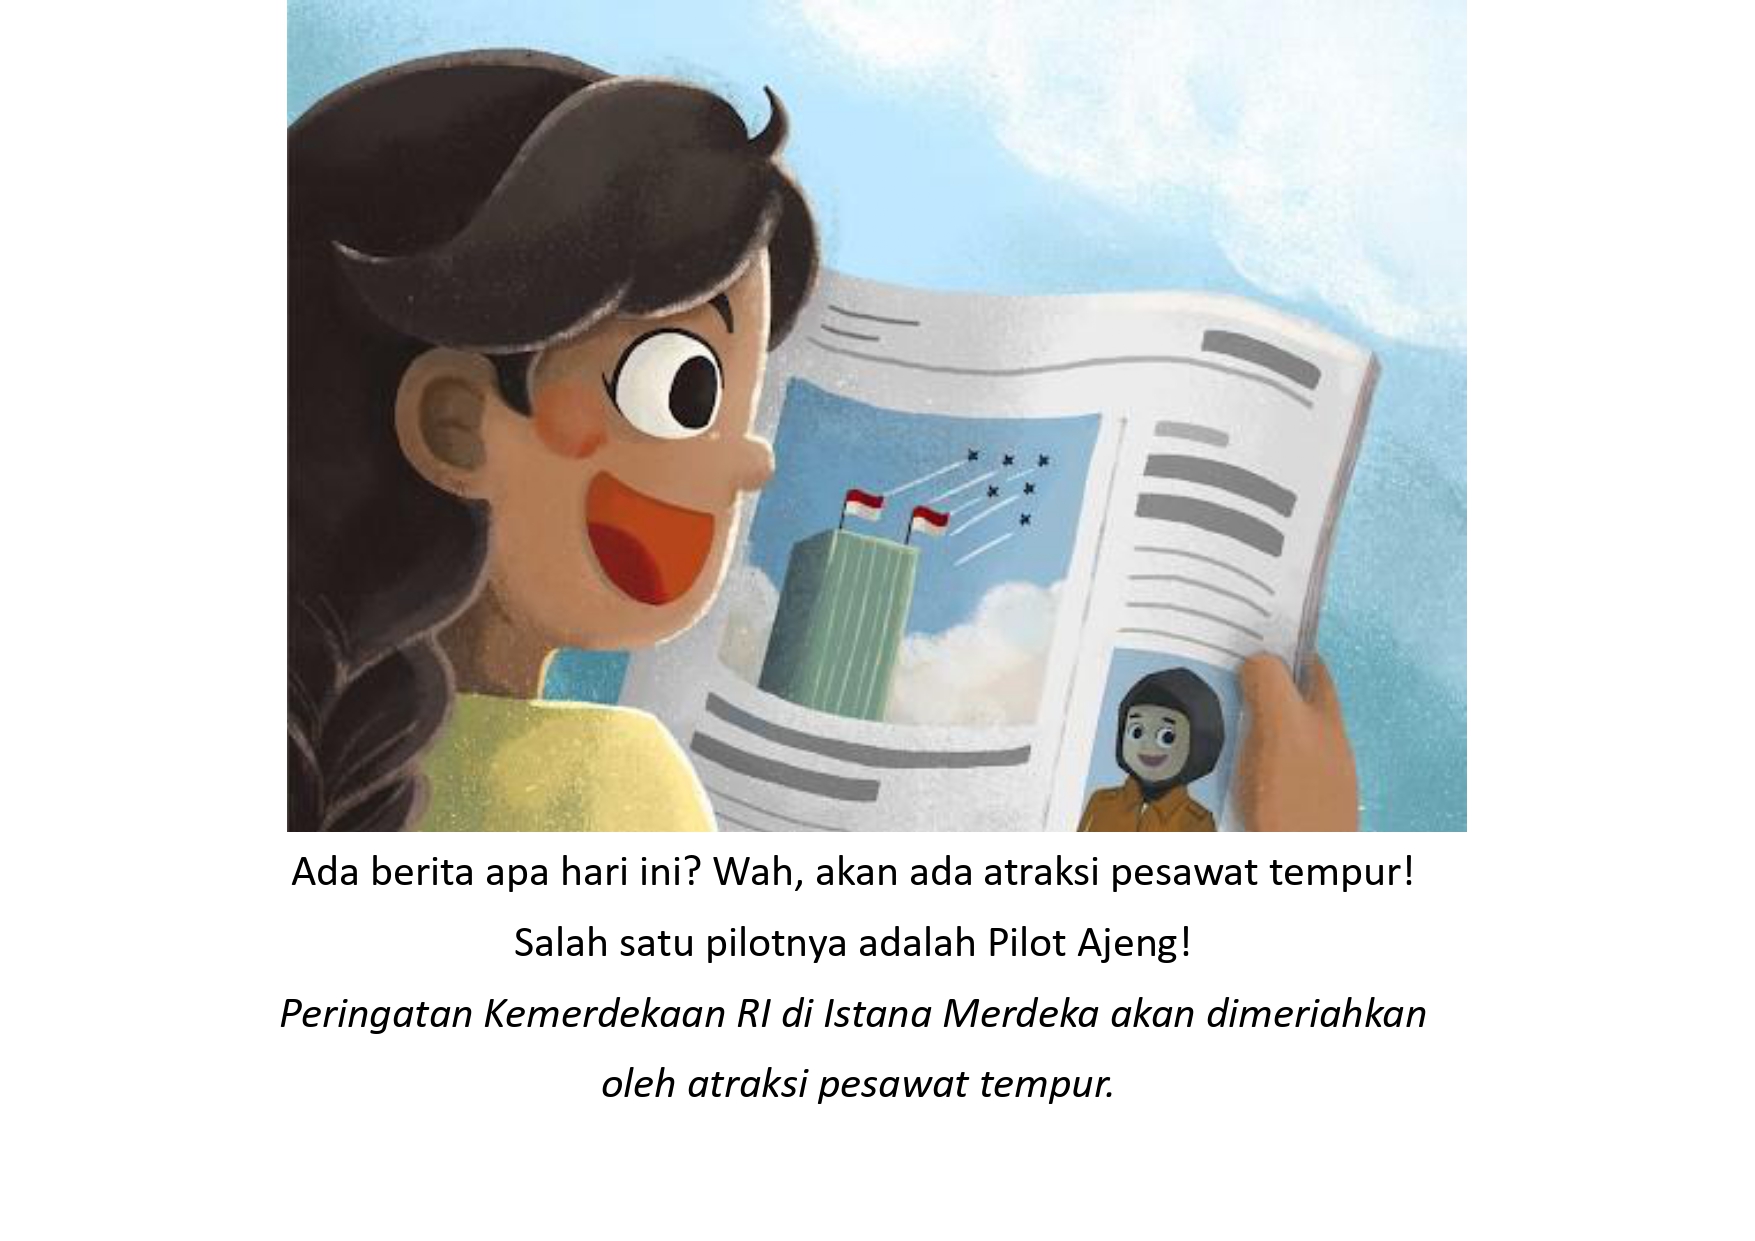 Ada berita apa hari ini? Wah, akan ada atraksi pesawat tempur!
Salah satu pilotnya adalah Pilot Ajeng!
Peringatan Kemerdekaan RI di Istana Merdeka akan dimeriahkan
oleh atraksi pesawat tempur.